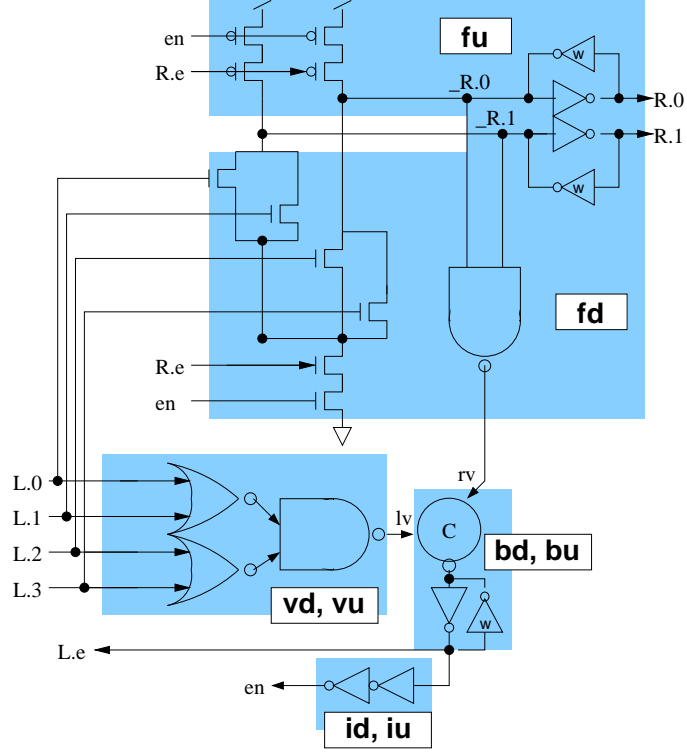 en
fu
w
R.e
_R.0
R.0
_R.1
R.1
w
fd
R.e
en
rv
L.0
L.1
lv
C
bd, bu
L.2
L.3
vd, vu
w
L.e
en
id, iu